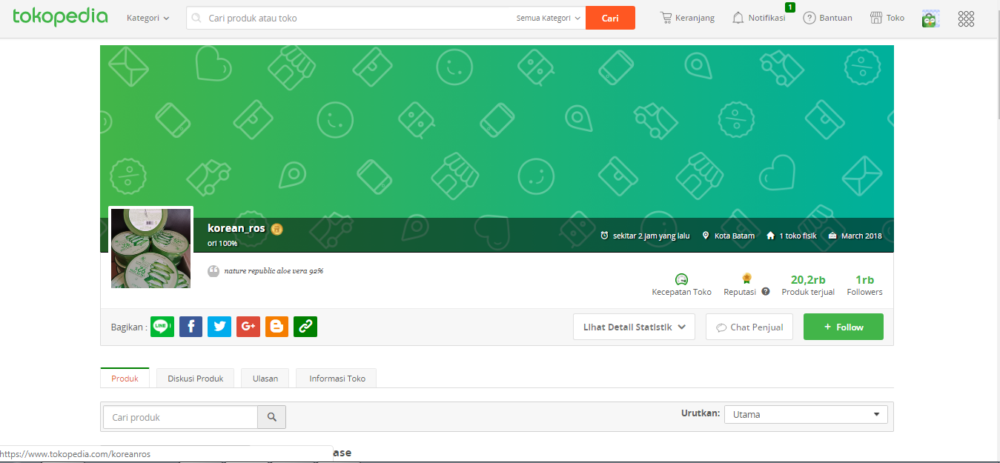 tokopedia
Kategori
Cari produk atau toko
Semua Kategori
Cari
Keranjang
Notifikasi
1
Bantuan
Toko
korean_ros
ori 100%
sekitar 2 jam yang lalu
Kota Batam
1 toko fisik
March 2018
nature republic aloe vera 92%
Kecepatan Toko
Reputasi ?
20,2rb
Produk terjual
1rb
Followers
Bagikan :
LINE
f
G+
B
Lihat Detail Statistik
Chat Penjual
+ Follow
Produk
Diskusi Produk
Ulasan
Informasi Toko
Cari produk
Urutkan:
Utama
https://www.tokopedia.com/koreanros
ase